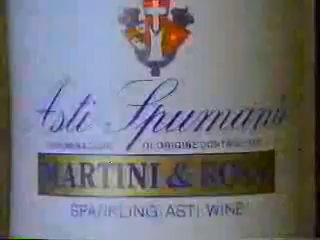 Asti Spumante
DENOMINAZIONE DI ORIGINE CONTROLLATA
MARTINI & ROSSI
SPARKLING ASTI WINE